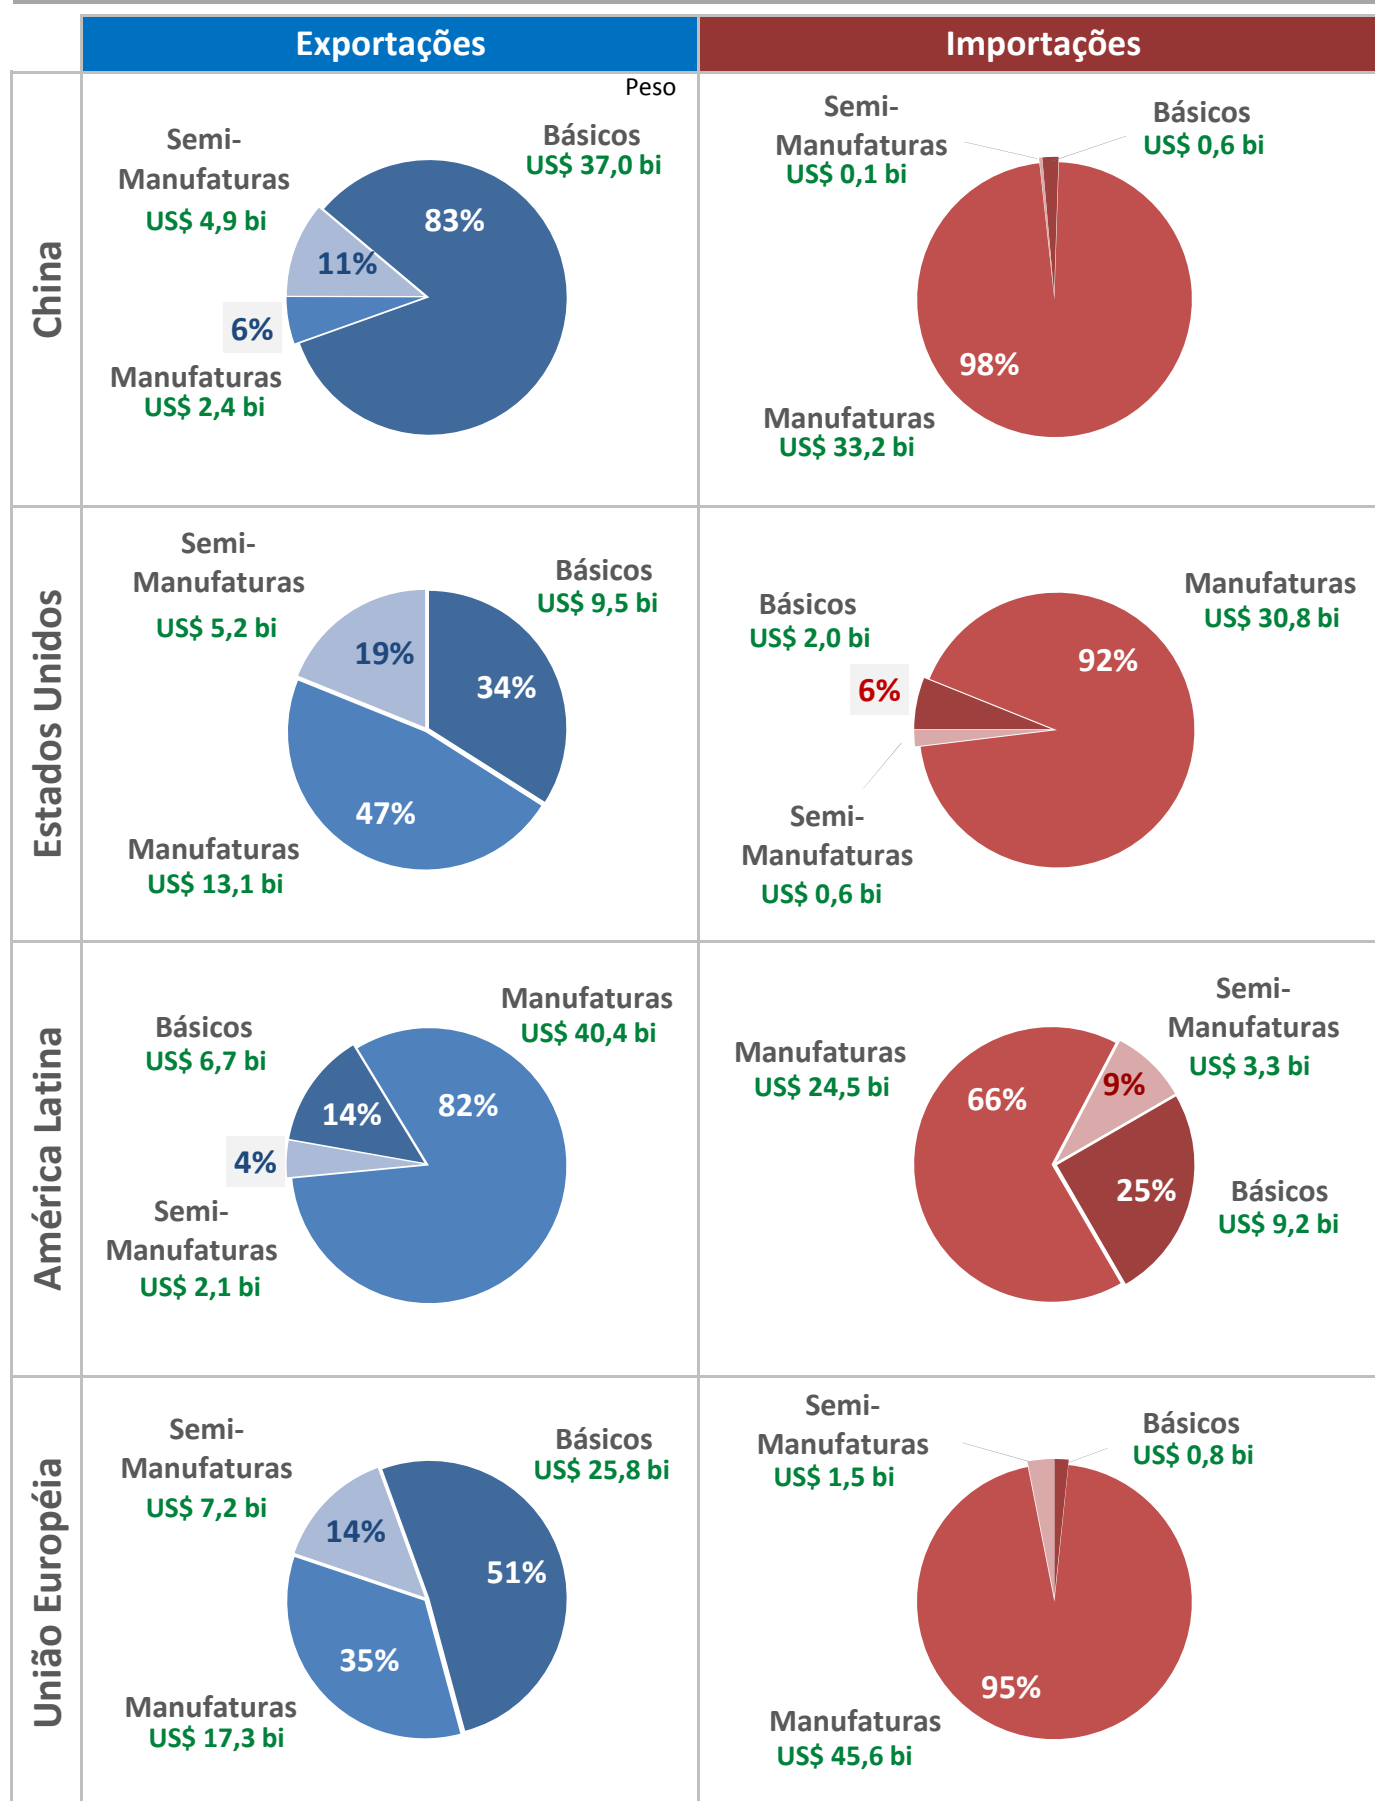 Exportações
Importações
China
Peso
Semi-
Manufaturas
US$ 4,9 bi
Básicos
US$ 37,0 bi
83%
11%
6%
Manufaturas
US$ 2,4 bi
Semi-
Manufaturas
US$ 0,1 bi
Básicos
US$ 0,6 bi
98%
Manufaturas
US$ 33,2 bi
Estados Unidos
Semi-
Manufaturas
US$ 5,2 bi
Básicos
US$ 9,5 bi
19%
34%
47%
Manufaturas
US$ 13,1 bi
Básicos
US$ 2,0 bi
Manufaturas
US$ 30,8 bi
92%
6%
Semi-
Manufaturas
US$ 0,6 bi
América Latina
Básicos
US$ 6,7 bi
Manufaturas
US$ 40,4 bi
14%
82%
4%
Semi-
Manufaturas
US$ 2,1 bi
Manufaturas
US$ 24,5 bi
Semi-
Manufaturas
US$ 3,3 bi
66%
9%
25%
Básicos
US$ 9,2 bi
União Européia
Semi-
Manufaturas
US$ 7,2 bi
Básicos
US$ 25,8 bi
14%
51%
35%
Manufaturas
US$ 17,3 bi
Semi-
Manufaturas
US$ 1,5 bi
Básicos
US$ 0,8 bi
95%
Manufaturas
US$ 45,6 bi